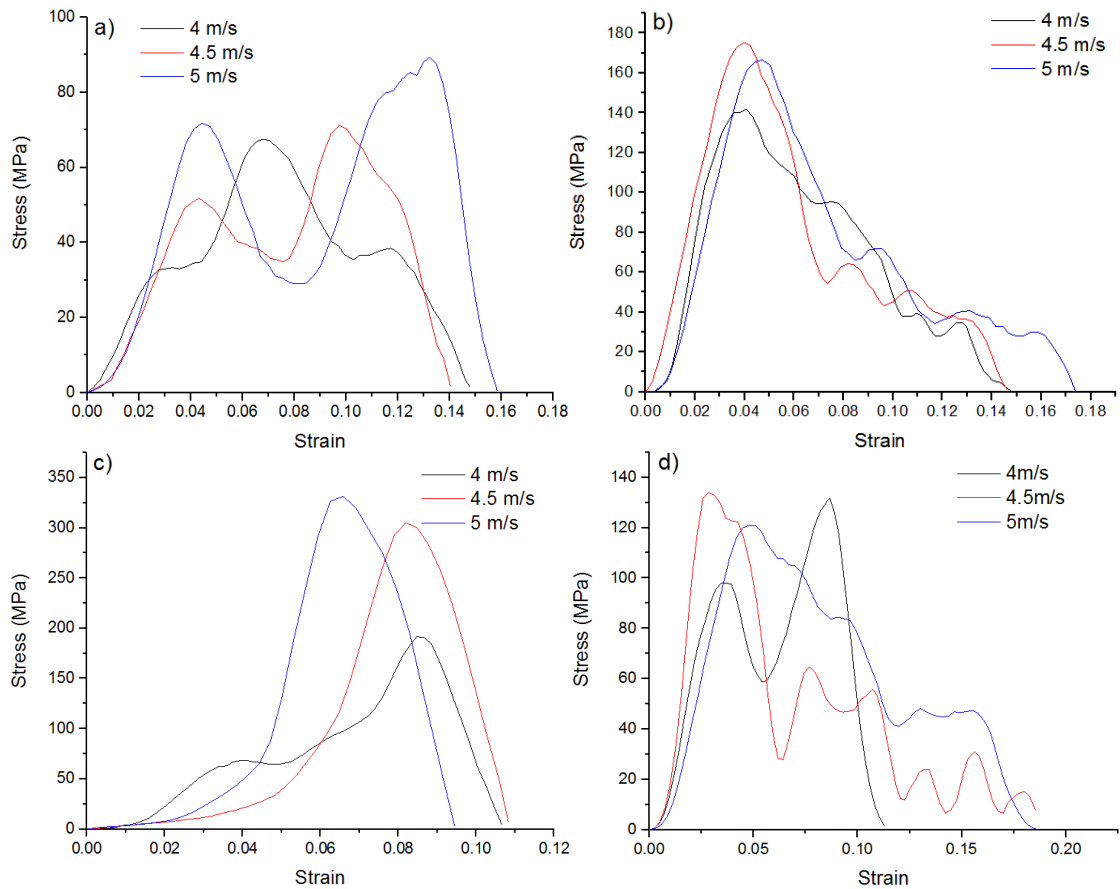 a)
4 m/s
4.5 m/s
5 m/s
Stress (MPa)
100
80
60
40
20
0
0.00 0.02 0.04 0.06 0.08 0.10 0.12 0.14 0.16 0.18
Strain
b)
4 m/s
4.5 m/s
5 m/s
Stress (MPa)
180
160
140
120
100
80
60
40
20
0
0.00 0.02 0.04 0.06 0.08 0.10 0.12 0.14 0.16 0.17 0.18
Strain
c)
4 m/s
4.5 m/s
5 m/s
Stress (MPa)
350
300
250
200
150
100
50
0
0.00 0.02 0.04 0.06 0.08 0.10 0.12
Strain
d)
4m/s
4.5m/s
5m/s
Stress (MPa)
140
120
100
80
60
40
20
0
0.00 0.05 0.10 0.15 0.20
Strain